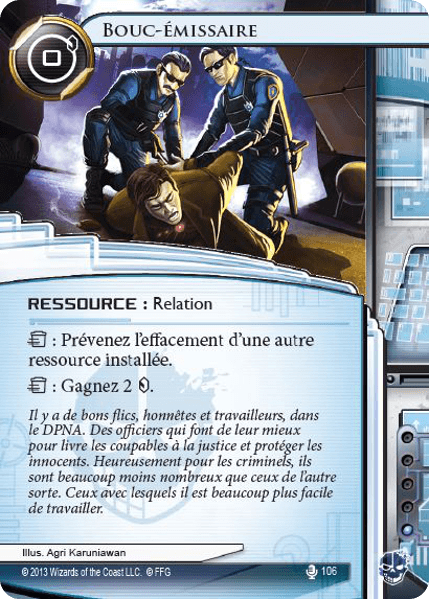 Bouc-émissaire
RESSOURCE : Relation
: Prévenez l'effacement d'une autre
ressource installée.
: Gagnez 2 .
Il y a de bons flics, honnêtes et travailleurs, dans
le DPNA. Des officiers qui font de leur mieux
pour livrer les coupables à la justice et protéger les
innocents. Heureusement pour les criminels, ils
sont beaucoup moins nombreux que ceux de l'autre
sorte. Ceux avec lesquels il est beaucoup plus facile
de travailler.
Illus. Agri Karuniawan
© 2013 Wizards of the Coast LLC. © FFG
106